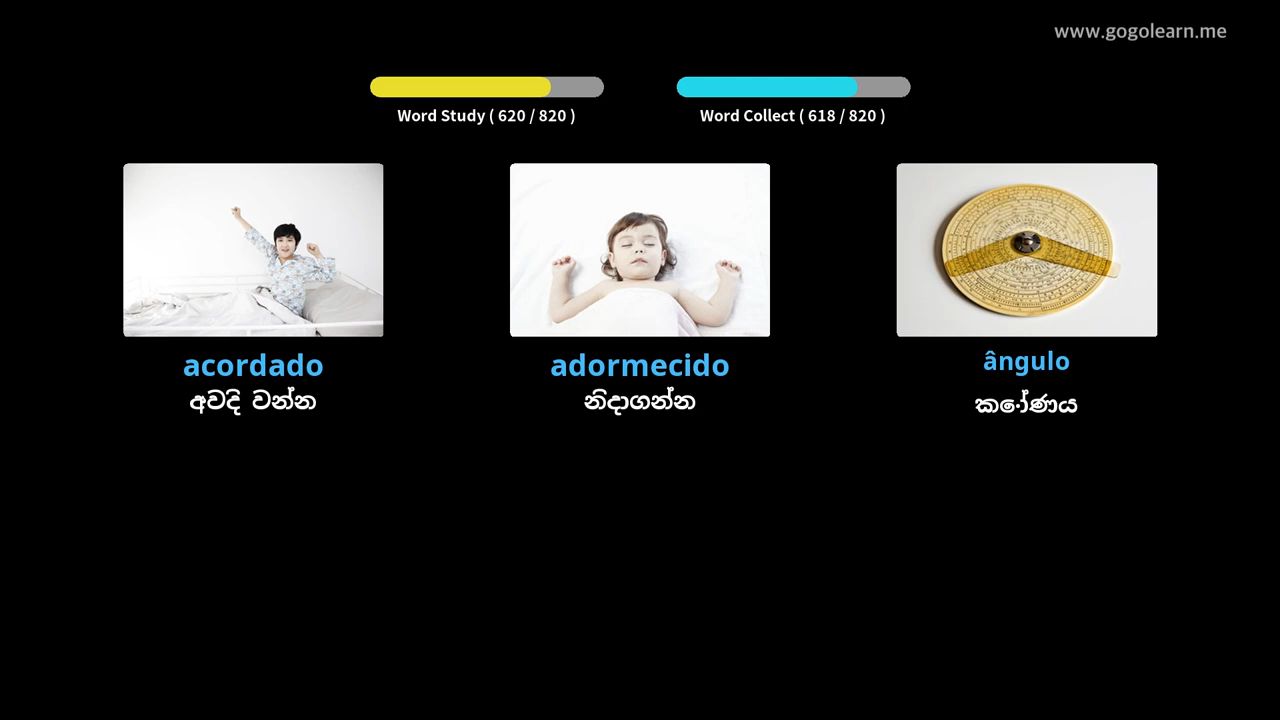 www.gogolearn.me
Word Study ( 620 / 820 )
Word Collect ( 618 / 820 )
acordado
අවදි වන්න
adormecido
නිදාගන්න
ângulo
කෝණය